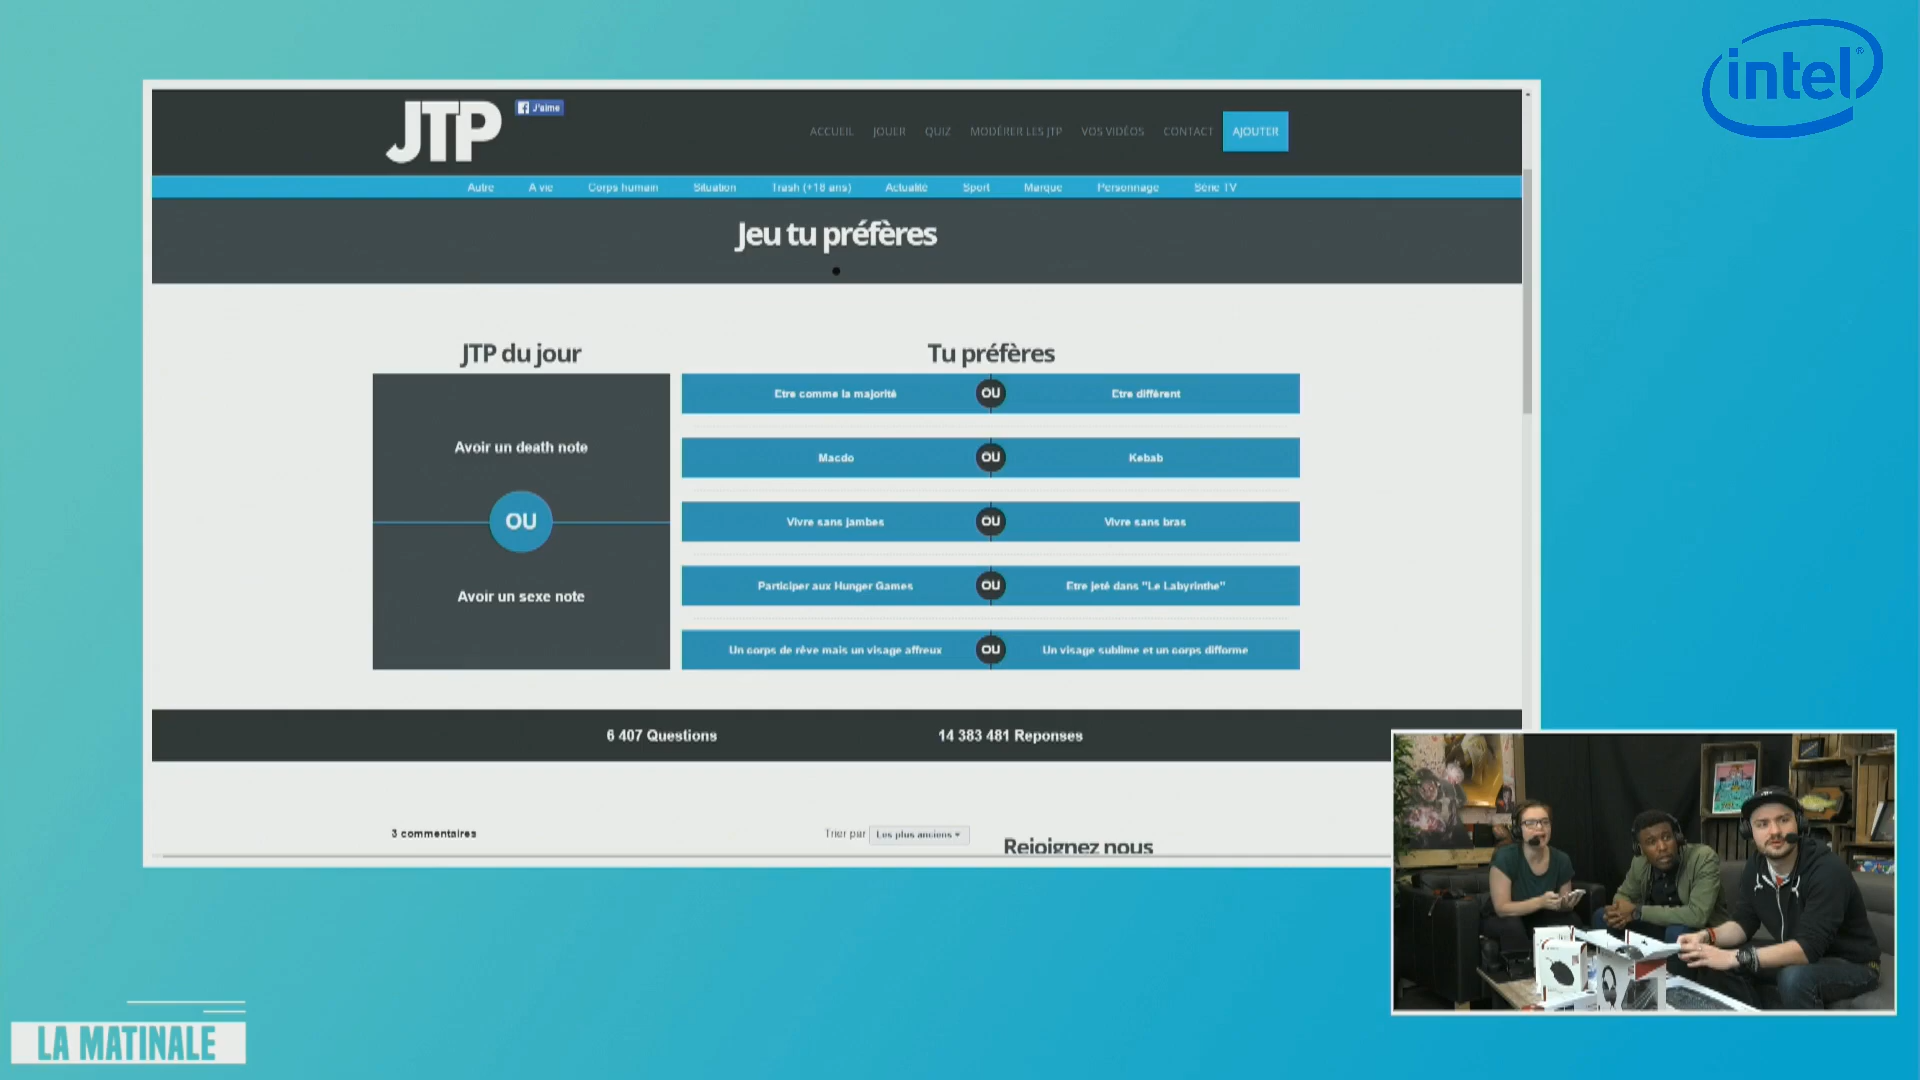 intel®
JTP
J'aime
ACCUEIL JOUER QUIZ MODÉRER LES JTP VOS VIDÉOS CONTACT AJOUTER
Autre A vie Corps humain Situation Trash (+18 ans) Actualité Sport Marque Personnage Série TV
Jeu tu préfères
JTP du jour
Avoir un death note
OU
Avoir un sexe note
Tu préfères
Etre comme la majorité OU Etre différent
Macdo OU Kebab
Vivre sans jambes OU Vivre sans bras
Participer aux Hunger Games OU Etre jeté dans "Le Labyrinthe"
Un corps de rêve mais un visage affreux OU Un visage sublime et un corps difforme
6 407 Questions 14 383 481 Reponses
3 commentaires
Trier par Les plus anciens
Rejoignez nous
LA MATINALE